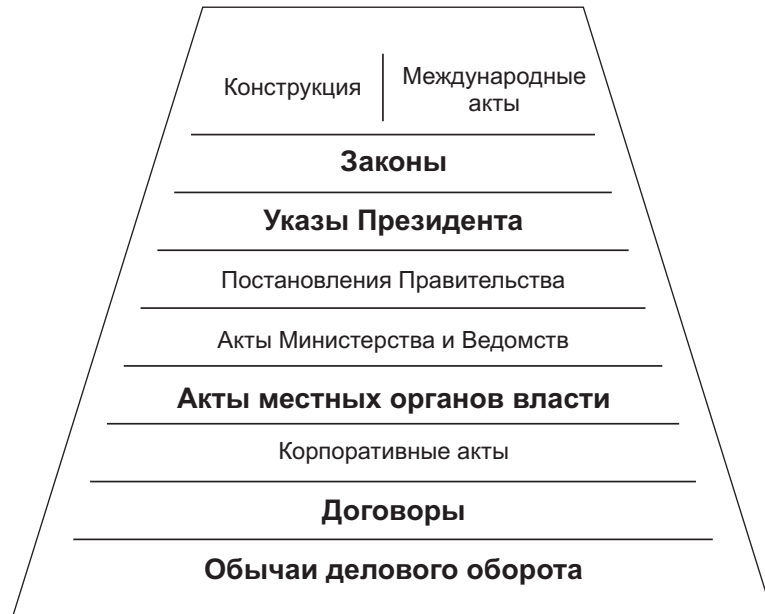 Конструкция
Международные
акты
Законы
Указы Президента
Постановления Правительства
Акты Министерства и Ведомств
Акты местных органов власти
Корпоративные акты
Договоры
Обычаи делового оборота